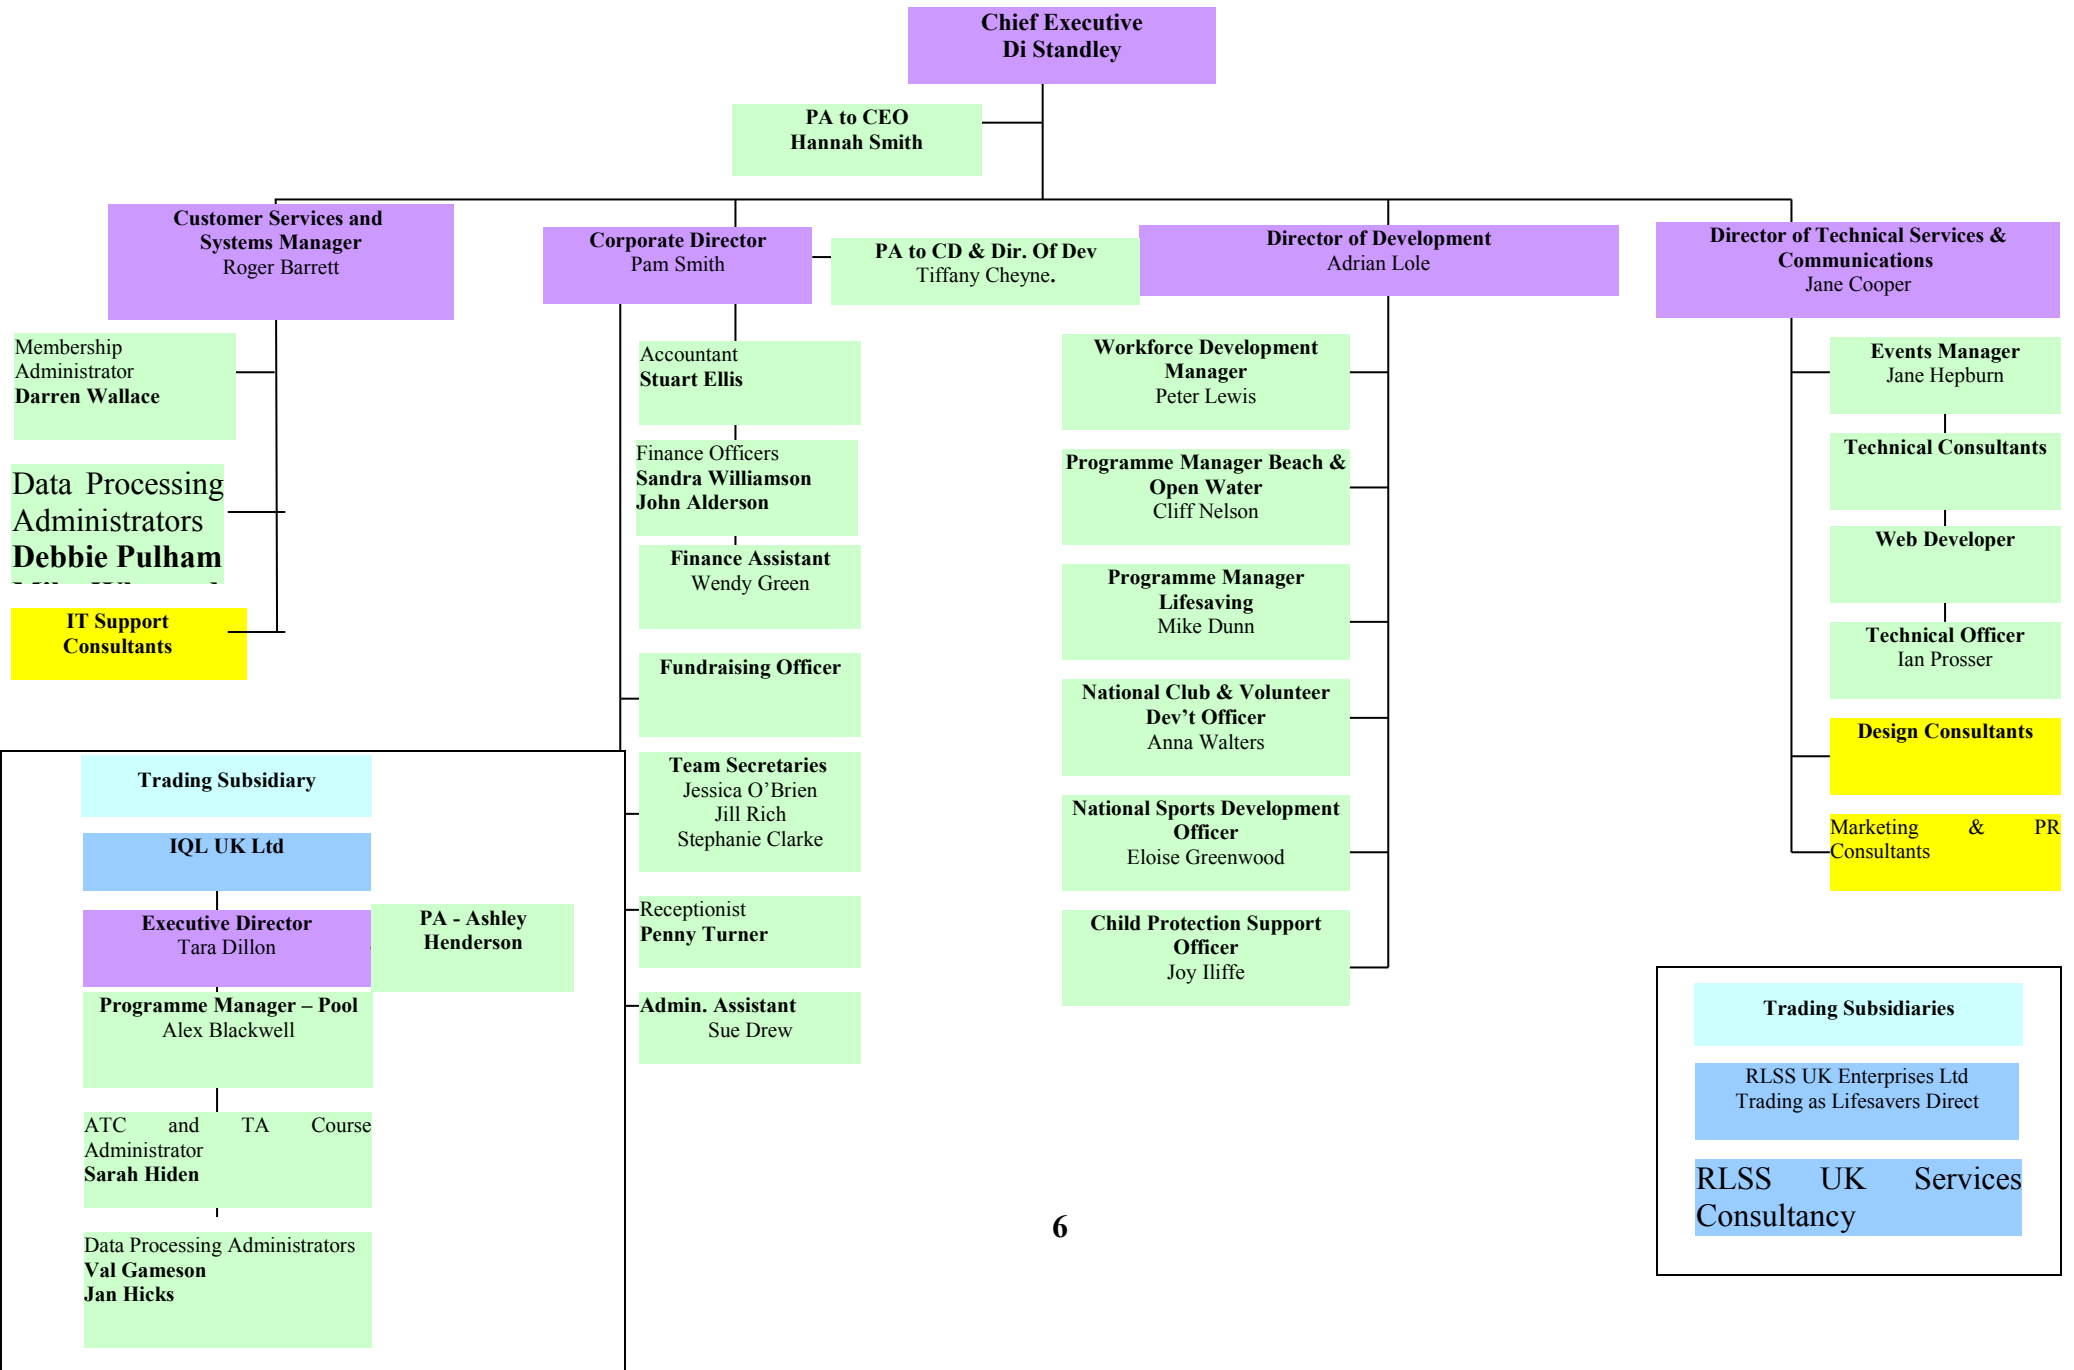 Chief Executive
Di Standley
PA to CEO
Hannah Smith
Customer Services and
Systems Manager
Roger Barrett
Corporate Director
Pam Smith
PA to CD & Dir. Of Dev
Tiffany Cheyne.
Director of Development
Adrian Lole
Director of Technical Services &
Communications
Jane Cooper
Membership
Administrator
Darren Wallace
Data Processing
Administrators
Debbie Pulham
IT Support
Consultants
Accountant
Stuart Ellis
Finance Officers
Sandra Williamson
John Alderson
Finance Assistant
Wendy Green
Fundraising Officer
Team Secretaries
Jessica O’Brien
Jill Rich
Stephanie Clarke
Receptionist
Penny Turner
Admin. Assistant
Sue Drew
Workforce Development
Manager
Peter Lewis
Programme Manager Beach &
Open Water
Cliff Nelson
Programme Manager
Lifesaving
Mike Dunn
National Club & Volunteer
Dev’t Officer
Anna Walters
National Sports Development
Officer
Eloise Greenwood
Child Protection Support
Officer
Joy Iliffe
Events Manager
Jane Hepburn
Technical Consultants
Web Developer
Technical Officer
Ian Prosser
Design Consultants
Marketing & PR
Consultants
Trading Subsidiary
IQL UK Ltd
Executive Director
Tara Dillon
PA - Ashley
Henderson
Programme Manager – Pool
Alex Blackwell
ATC and TA Course
Administrator
Sarah Hiden
Data Processing Administrators
Val Gameson
Jan Hicks
Trading Subsidiaries
RLSS UK Enterprises Ltd
Trading as Lifesavers Direct
RLSS UK Services
Consultancy
6